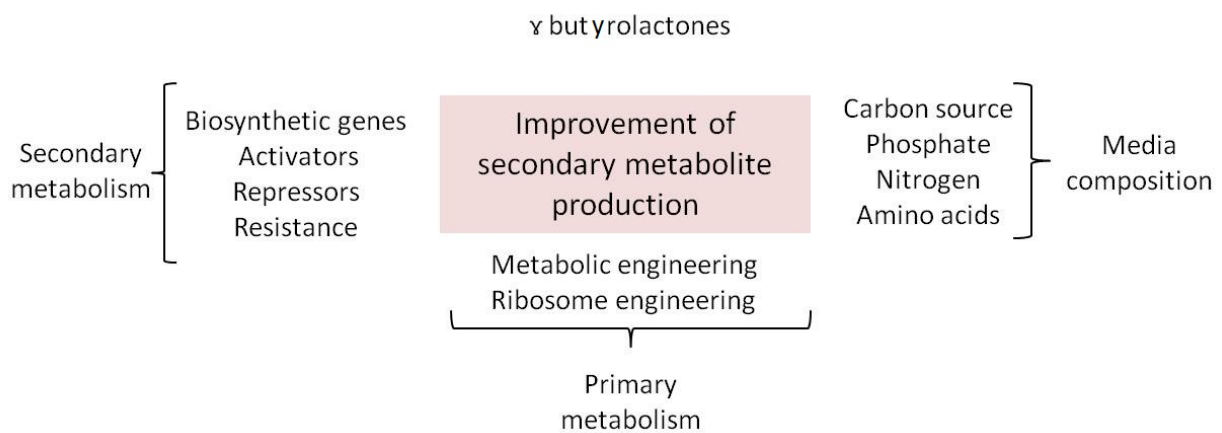 ɤ butyrolactones
Secondary
metabolism
Biosynthetic genes
Activators
Repressors
Resistance
Improvement of
secondary metabolite
production
Carbon source
Phosphate
Nitrogen
Amino acids
Media
composition
Metabolic engineering
Ribosome engineering
Primary
metabolism